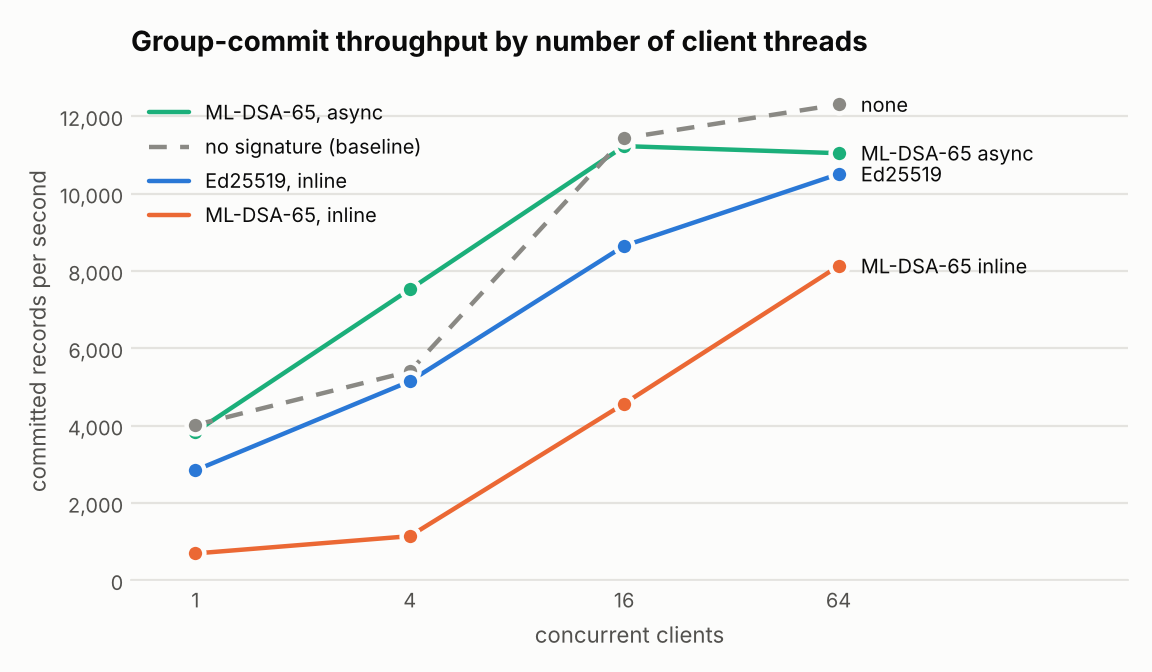 Group-commit throughput by number of client threads
ML-DSA-65, async
no signature (baseline)
Ed25519, inline
ML-DSA-65, inline
committed records per second
12,000
10,000
8,000
6,000
4,000
2,000
0
none
ML-DSA-65 async
Ed25519
ML-DSA-65 inline
1 4 16 64
concurrent clients